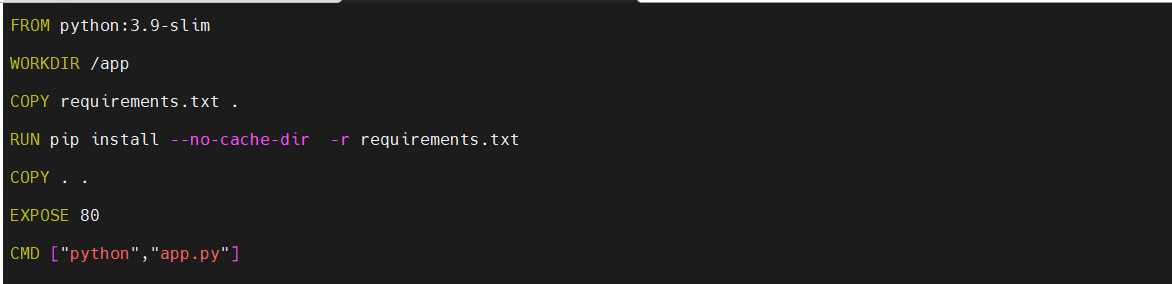 FROM python:3.9-slim
WORKDIR /app
COPY requirements.txt .
RUN pip install --no-cache-dir  -r requirements.txt
COPY . .
EXPOSE 80
CMD ["python","app.py"]